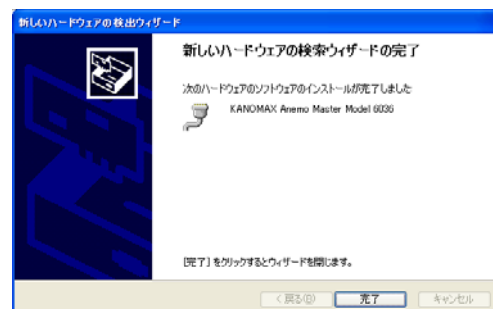 新しいハードウェアの検出ウィザード
新しいハードウェアの検索ウィザードの完了
次のハードウェアのソフトウェアのインストールが完了しました
KANOMAX Anemo Master Model 6036
[完了] をクリックするとウィザードを閉じます。
< 戻る(B)
完了
キャンセル